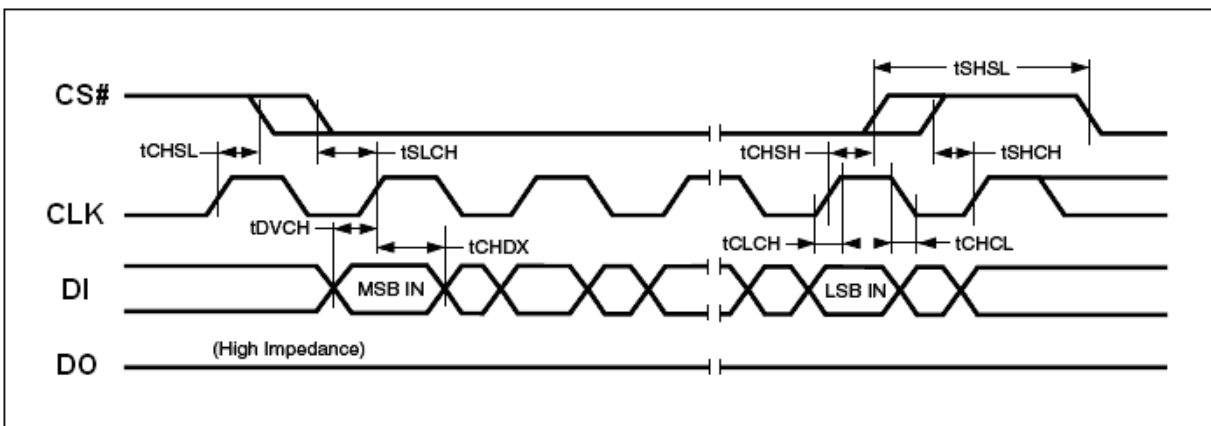 tSHSL
CS#
tCHSL
tSLCH
tCHSH
tSHCH
CLK
tDVCH
tCHDX
tCLCH
tCHCL
DI
MSB IN
LSB IN
(High Impedance)
DO